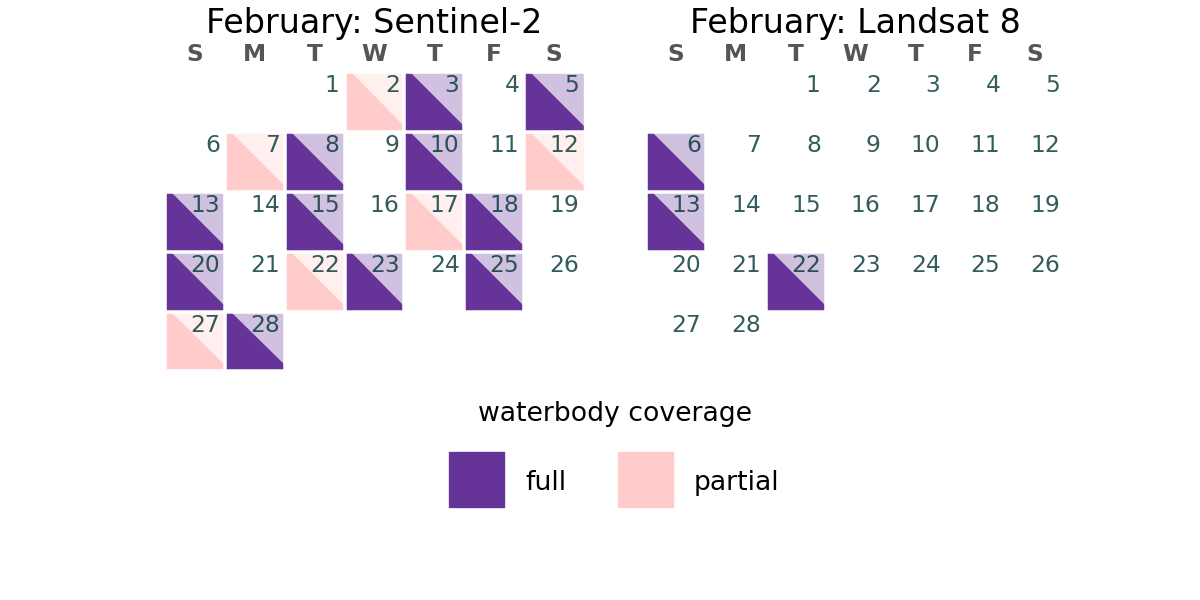 February: Sentinel-2
S M T W T F S
1 2 3 4 5
6 7 8 9 10 11 12
13 14 15 16 17 18 19
20 21 22 23 24 25 26
27 28
February: Landsat 8
S M T W T F S
1 2 3 4 5
6 7 8 9 10 11 12
13 14 15 16 17 18 19
20 21 22 23 24 25 26
27 28
waterbody coverage
full partial